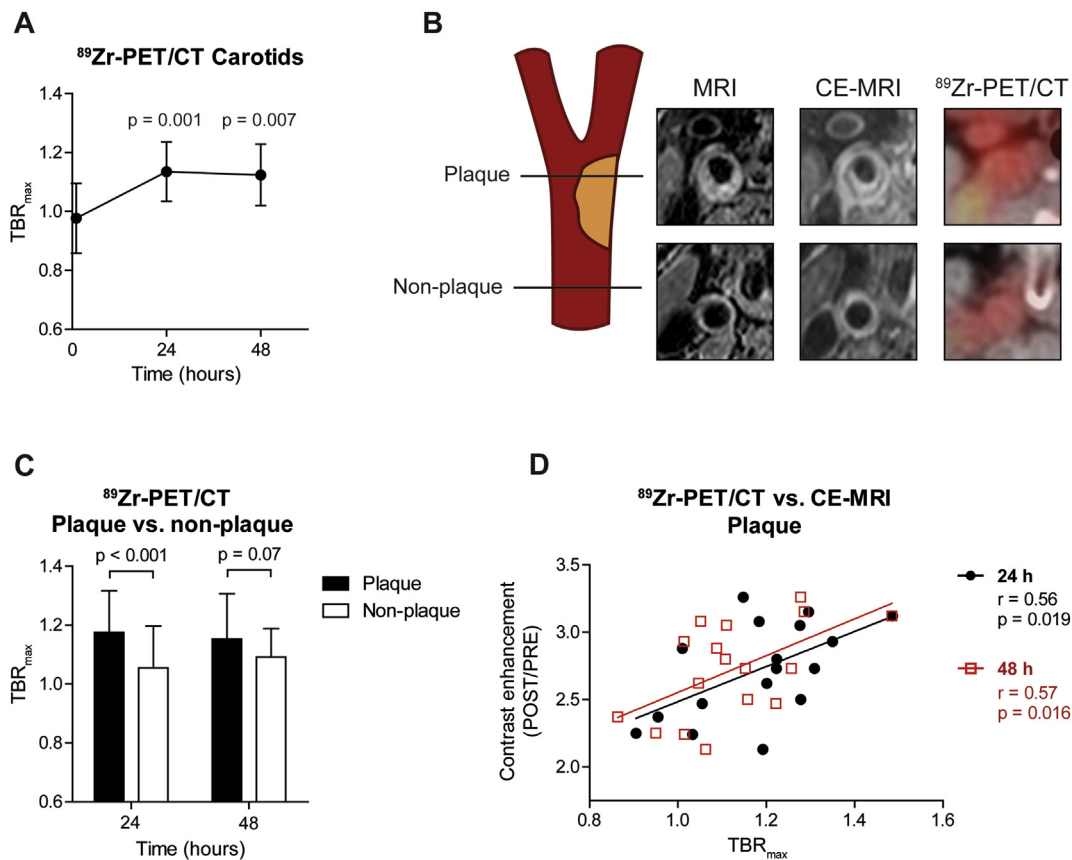 A
⁸⁹Zr-PET/CT Carotids
1.4
1.2
1.0
0.8
0.6
TBRmax
p = 0.001
p = 0.007
0
24
48
Time (hours)
B
MRI
CE-MRI
⁸⁹Zr-PET/CT
Plaque
Non-plaque
C
⁸⁹Zr-PET/CT
Plaque vs. non-plaque
1.4
1.2
1.0
0.8
0.6
TBRmax
p < 0.001
p = 0.07
Plaque
Non-plaque
24
48
Time (hours)
D
⁸⁹Zr-PET/CT vs. CE-MRI
Plaque
3.5
3.0
2.5
2.0
Contrast enhancement
(POST/PRE)
0.8
1.0
1.2
1.4
1.6
TBRmax
24 h
r = 0.56
p = 0.019
48 h
r = 0.57
p = 0.016